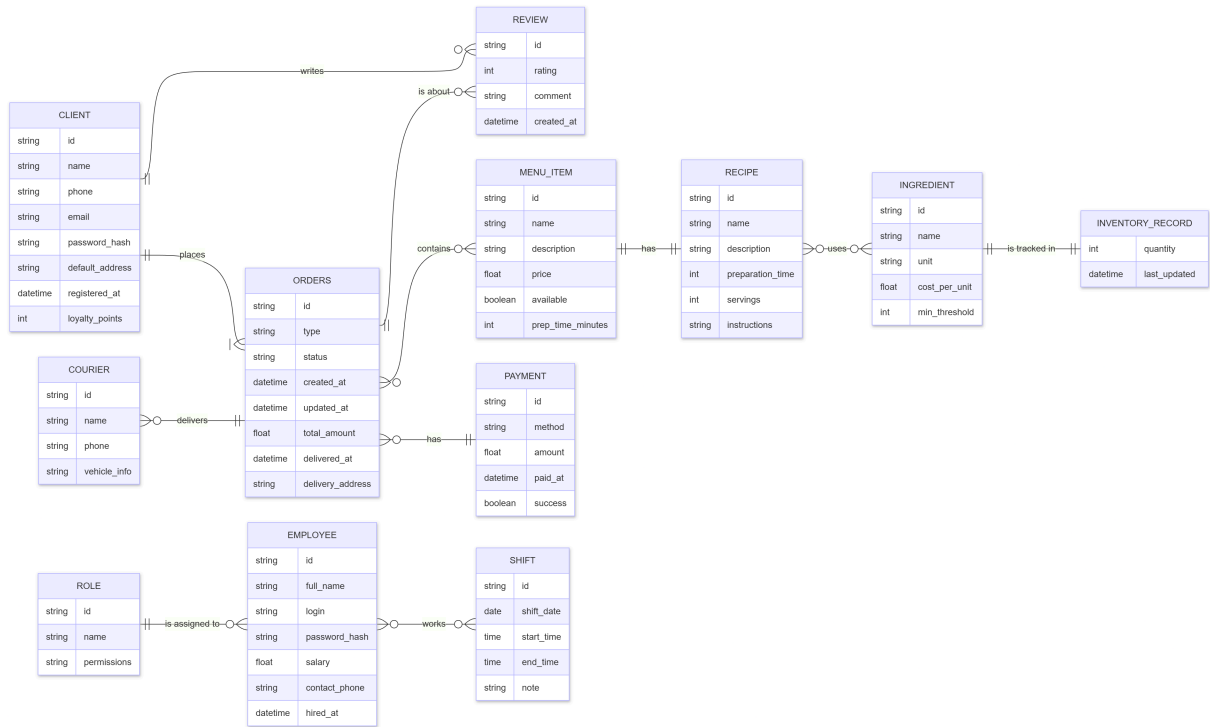 REVIEW
string id
int rating
string comment
datetime created_at
writes
is about
CLIENT
string id
string name
string phone
string email
string password_hash
string default_address
datetime registered_at
int loyalty_points
places
MENU_ITEM
string id
string name
string description
float price
boolean available
int prep_time_minutes
contains
has
RECIPE
string id
string name
string description
int preparation_time
int servings
string instructions
uses
INGREDIENT
string id
string name
string unit
float cost_per_unit
int min_threshold
is tracked in
INVENTORY_RECORD
int quantity
datetime last_updated
ORDERS
string id
string type
string status
datetime created_at
datetime updated_at
float total_amount
datetime delivered_at
string delivery_address
COURIER
string id
string name
string phone
string vehicle_info
delivers
has
PAYMENT
string id
string method
float amount
datetime paid_at
boolean success
EMPLOYEE
string id
string full_name
string login
string password_hash
float salary
string contact_phone
datetime hired_at
ROLE
string id
string name
string permissions
is assigned to
works
SHIFT
string id
date shift_date
time start_time
time end_time
string note